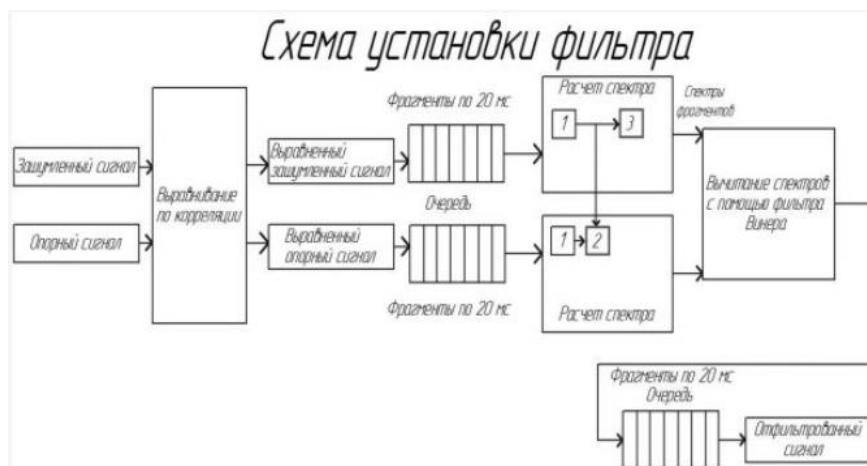 Схема установки фильтра
Фрагменты по 20 мс
Расчет спектра
Спектры
фрагментов
1
3
Зашумленный сигнал
Выравнивание
по корреляции
Выравненный
зашумленный сигнал
Вычитание спектров
с помощью фильтра
Винера
Очередь
Опорный сигнал
Выравненный
опорный сигнал
1
2
Фрагменты по 20 мс
Расчет спектра
Фрагменты по 20 мс
Очередь
Отфильтрованный
сигнал